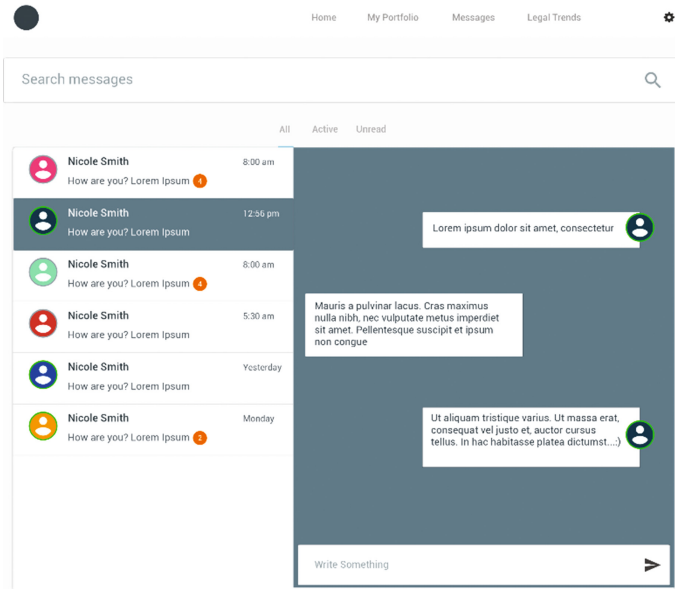 Home My Portfolio Messages Legal Trends
Search messages
All Active Unread
Nicole Smith 8:00 am
How are you? Lorem Ipsum 4
Nicole Smith 12:56 pm
How are you? Lorem Ipsum
Nicole Smith 8:00 am
How are you? Lorem Ipsum 4
Nicole Smith 5:30 am
How are you? Lorem Ipsum
Nicole Smith Yesterday
How are you? Lorem Ipsum
Nicole Smith Monday
How are you? Lorem Ipsum 2
Lorem ipsum dolor sit amet, consectetur
Mauris a pulvinar lacus. Cras maximus
nulla nibh, nec vulputate metus imperdiet
sit amet. Pellentesque suscipit et ipsum
non congue
Ut aliquam tristique varius. Ut massa erat,
consequat vel justo et, auctor cursus
tellus. In hac habitasse platea dictumst...:)
Write Something